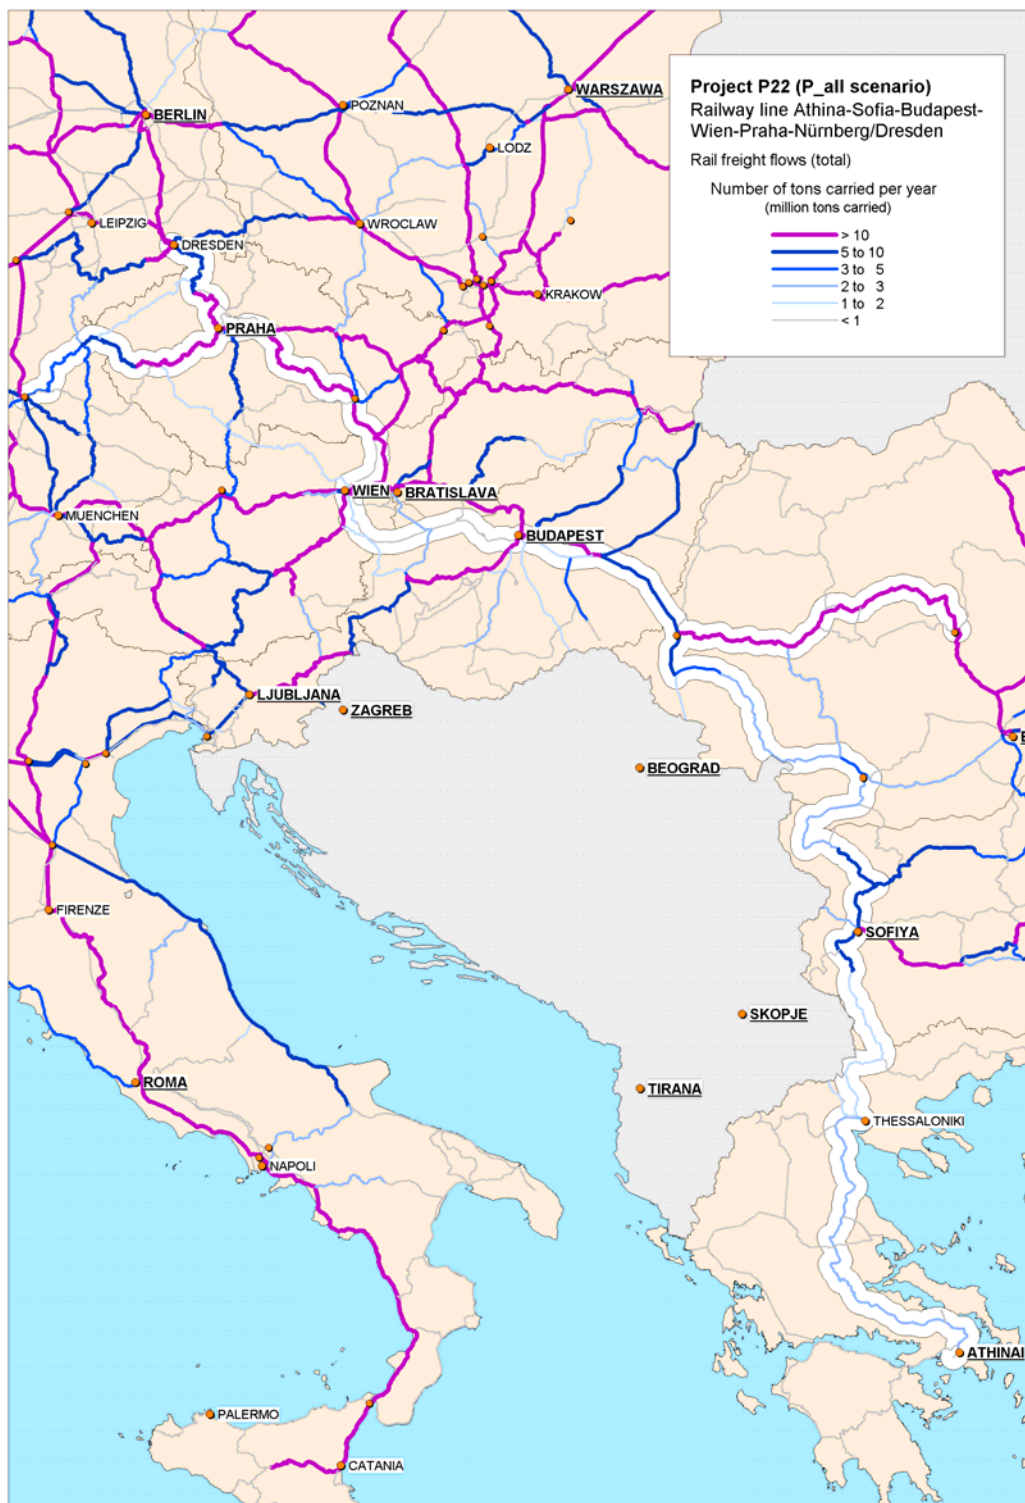 Project P22 (P_all scenario)
Railway line Athina-Sofia-Budapest-
Wien-Praha-Nürnberg/Dresden
Rail freight flows (total)
Number of tons carried per year
(million tons carried)
> 10
5 to 10
3 to 5
2 to 3
1 to 2
< 1
WARSZAWA
POZNAN
BERLIN
LODZ
LEIPZIG
WROCLAW
DRESDEN
KRAKOW
PRAHA
WIEN
BRATISLAVA
MUENCHEN
BUDAPEST
LJUBLJANA
ZAGREB
BEOGRAD
FIRENZE
SOFIYA
SKOPJE
ROMA
TIRANA
THESSALONIKI
NAPOLI
ATHINAI
PALERMO
CATANIA